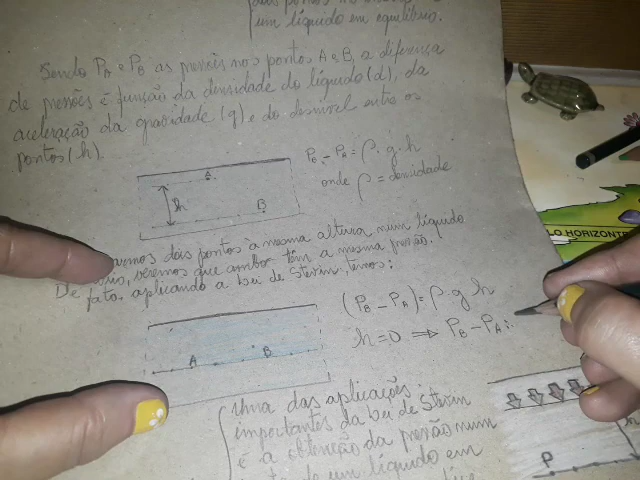 um líquido em equilíbrio.
Sendo PA e PB as pressões nos pontos A e B, a diferença
de pressões é função da densidade do líquido (d), da
aceleração da gravidade (g) e do desnível entre os
pontos (h).
A
h
B
PB - PA = ρ · g · h
onde ρ = densidade
dois pontos a mesma altura num líquido
veremos que ambos têm a mesma pressão.
De fato, aplicando a Lei de Stevin, temos:
A
B
(PB - PA) = ρ · g h
h = 0 ⇒ PB - PA
Uma das aplicações
importantes da Lei de Stevin
é a obtenção da pressão num
de um líquido em
P
h
LO HORIZONTE